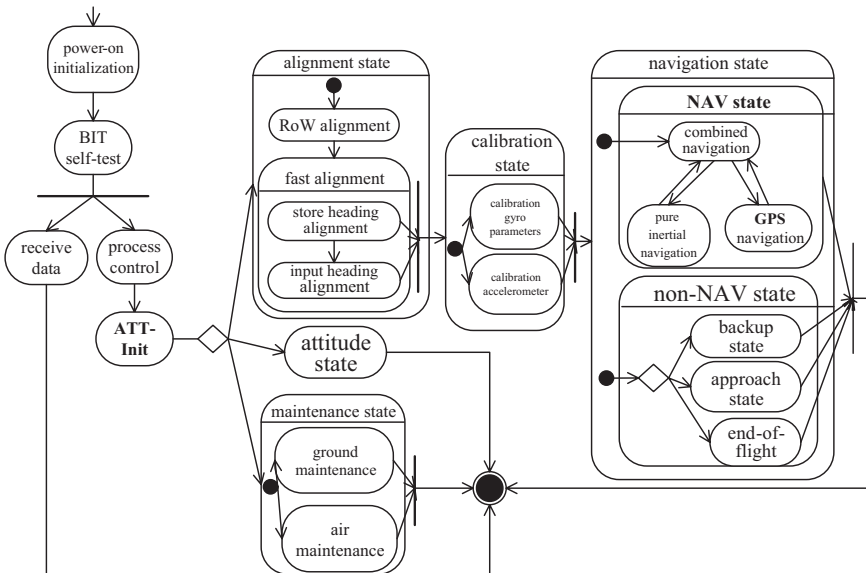 power-on
initialization
BIT
self-test
receive
data
process
control
ATT-
Init
alignment state
RoW alignment
fast alignment
store heading
alignment
input heading
alignment
attitude
state
maintenance state
ground
maintenance
air
maintenance
calibration
state
calibration
gyro
parameters
calibration
accelerometer
navigation state
NAV state
combined
navigation
pure
inertial
navigation
GPS
navigation
non-NAV state
backup
state
approach
state
end-of-
flight